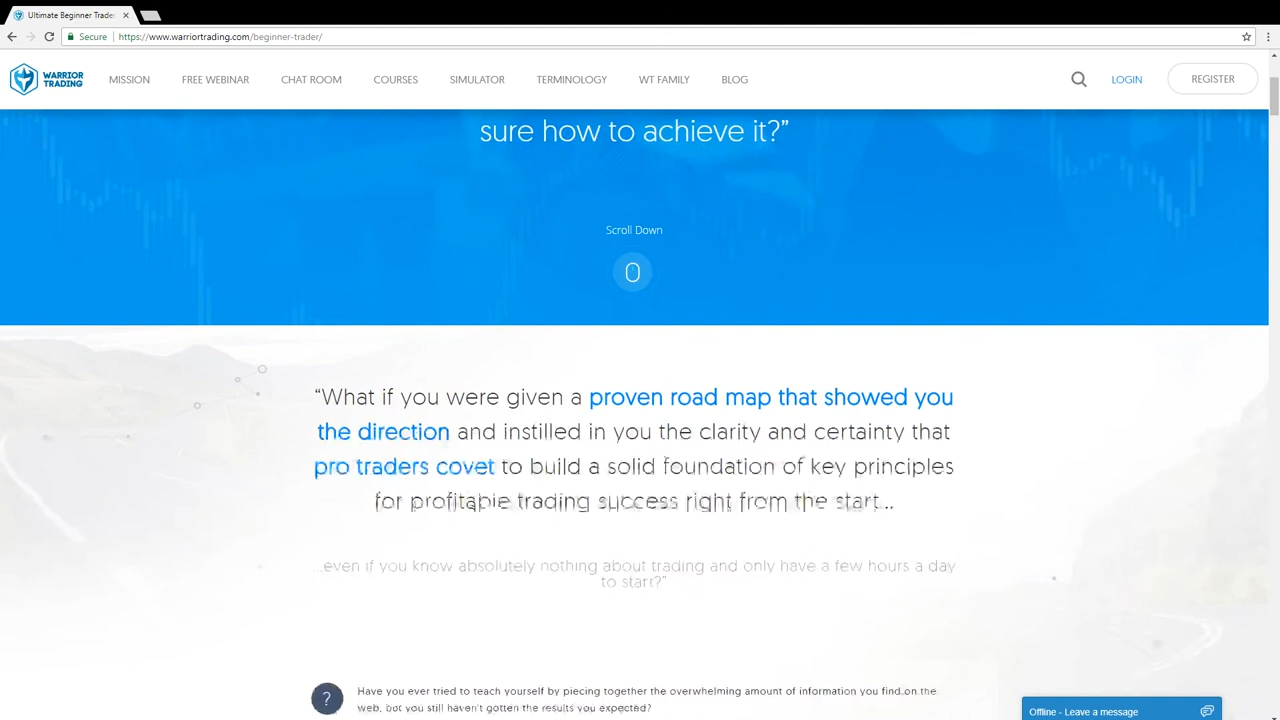 Ultimate Beginner Trade
Secure
https://www.warriortrading.com/beginner-trader/
WARRIOR
TRADING
MISSION
FREE WEBINAR
CHAT ROOM
COURSES
SIMULATOR
TERMINOLOGY
WT FAMILY
BLOG
LOGIN
REGISTER
sure how to achieve it?”
Scroll Down
“What if you were given a proven road map that showed you
the direction and instilled in you the clarity and certainty that
pro traders covet to build a solid foundation of key principles
for profitable trading success right from the start...
...even if you know absolutely nothing about trading and only have a few hours a day
to start?”
?
Have you ever tried to teach yourself by piecing together the overwhelming amount of information you find on the
web, but you still haven't gotten the results you expected?
Offline - Leave a message